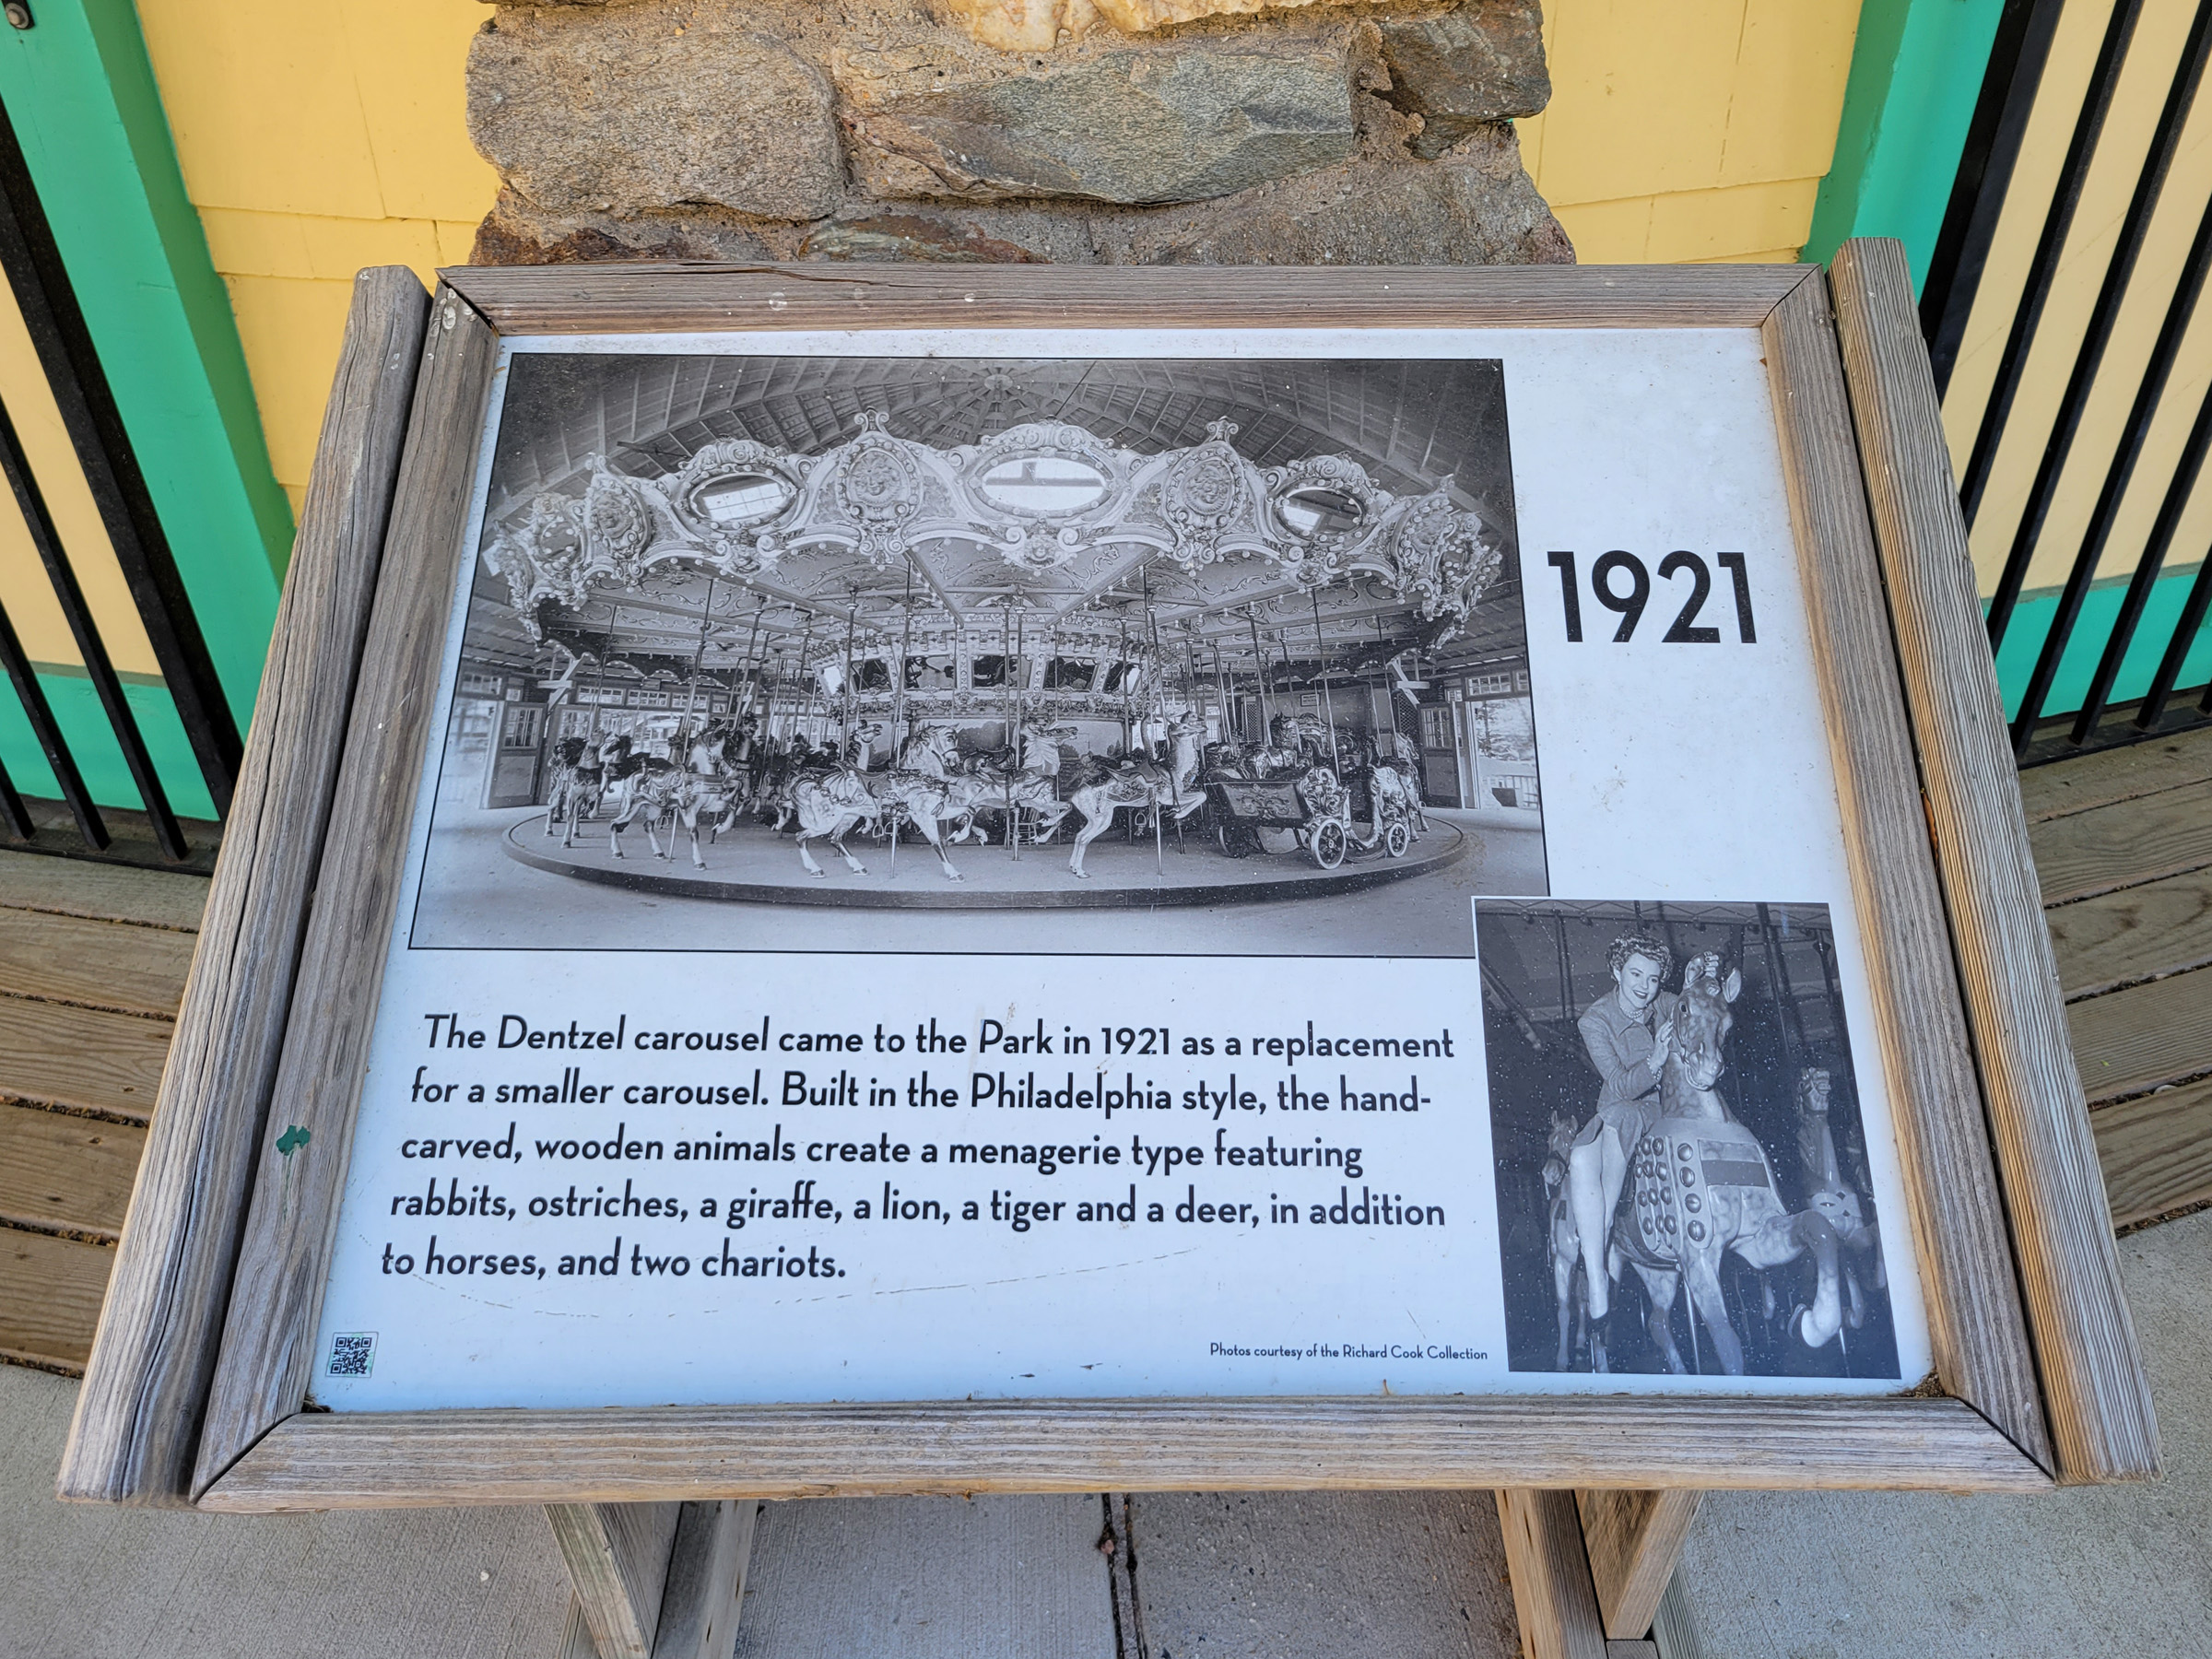 1921
The Dentzel carousel came to the Park in 1921 as a replacement
for a smaller carousel. Built in the Philadelphia style, the hand-
carved, wooden animals create a menagerie type featuring
rabbits, ostriches, a giraffe, a lion, a tiger and a deer, in addition
to horses, and two chariots.
Photos courtesy of the Richard Cook Collection